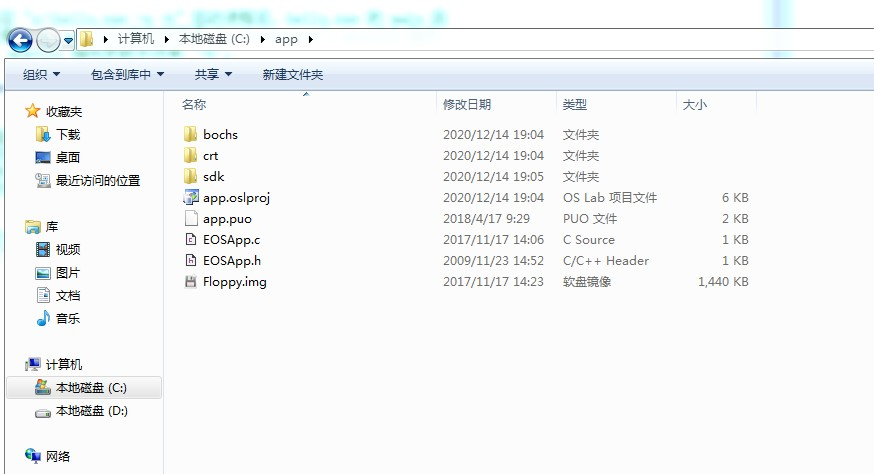 计算机 本地磁盘 (C:) app
组织 包含到库中 共享 新建文件夹
名称 修改日期 类型 大小
收藏夹
下载
桌面
最近访问的位置
库
视频
图片
文档
音乐
计算机
本地磁盘 (C:)
本地磁盘 (D:)
网络
bochs 2020/12/14 19:04 文件夹
crt 2020/12/14 19:04 文件夹
sdk 2020/12/14 19:05 文件夹
app.oslproj 2020/12/14 19:04 OS Lab 项目文件 6 KB
app.puo 2018/4/17 9:29 PUO 文件 2 KB
EOSApp.c 2017/11/17 14:06 C Source 1 KB
EOSApp.h 2009/11/23 14:52 C/C++ Header 1 KB
Floppy.img 2017/11/17 14:23 软盘镜像 1,440 KB